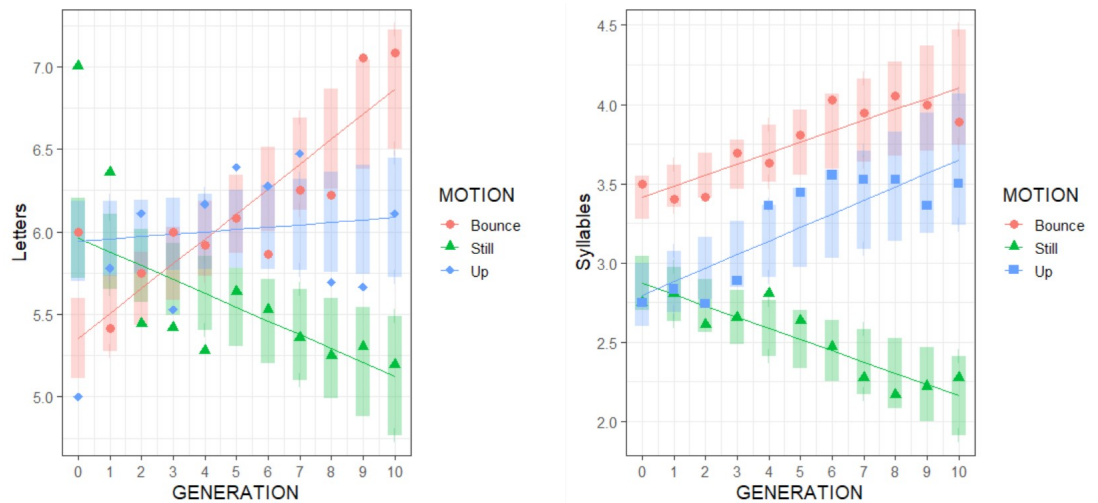 Letters
7.0
6.5
6.0
5.5
5.0
0 1 2 3 4 5 6 7 8 9 10
GENERATION
MOTION
Bounce
Still
Up
Syllables
4.5
4.0
3.5
3.0
2.5
2.0
0 1 2 3 4 5 6 7 8 9 10
GENERATION
MOTION
Bounce
Still
Up